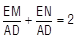 EM/AD + EN/AD = 2